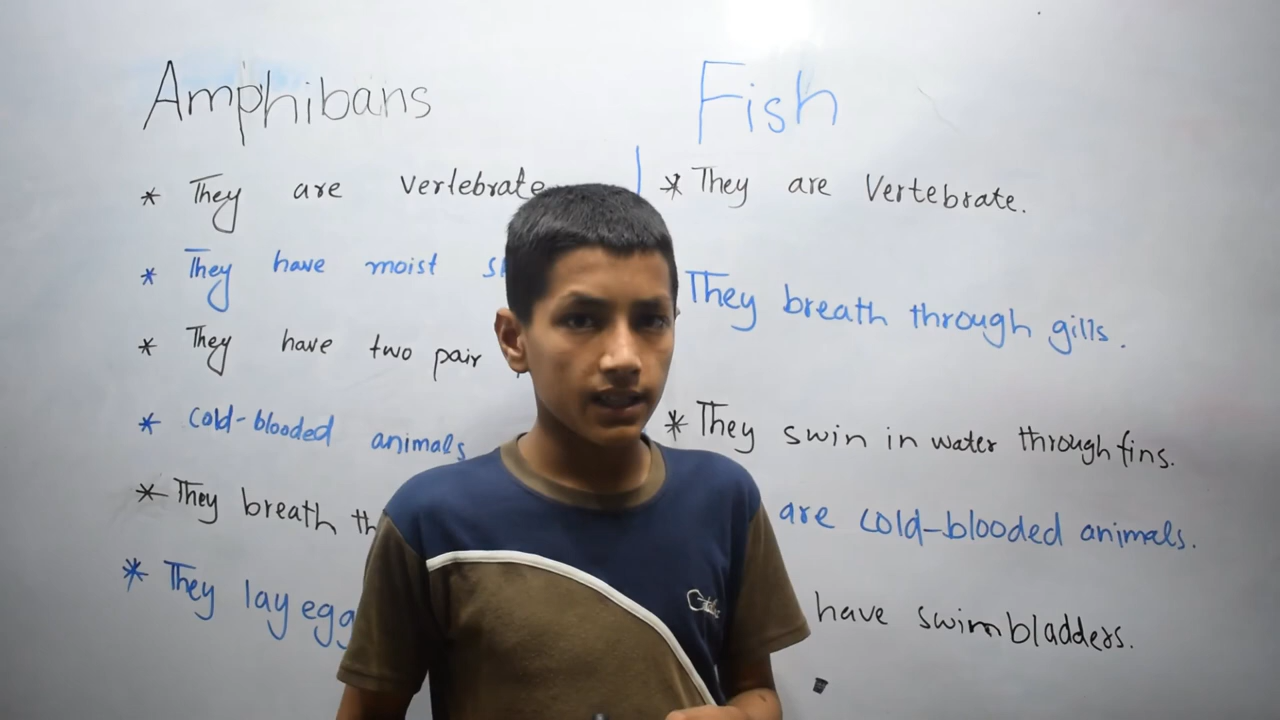 Amphibans
* They are vertebrate
* They have moist
* They have two pair
* cold-blooded animals
* They breath
* They lay egg
Fish
* They are Vertebrate.
They breath through gills.
* They swin in water through fins.
are cold-blooded animals.
have swimbladders.